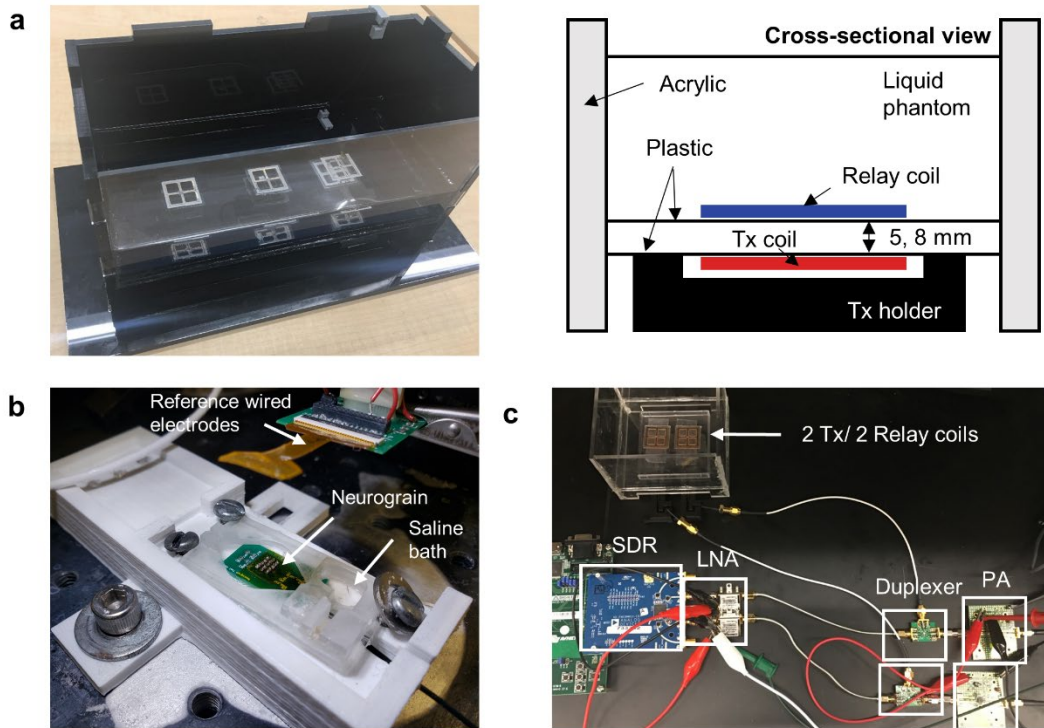 a
Cross-sectional view
Acrylic
Liquid
phantom
Plastic
Relay coil
Tx coil
5, 8 mm
Tx holder
b
Reference wired
electrodes
Neurograin
Saline
bath
c
2 Tx/ 2 Relay coils
SDR
LNA
Duplexer
PA